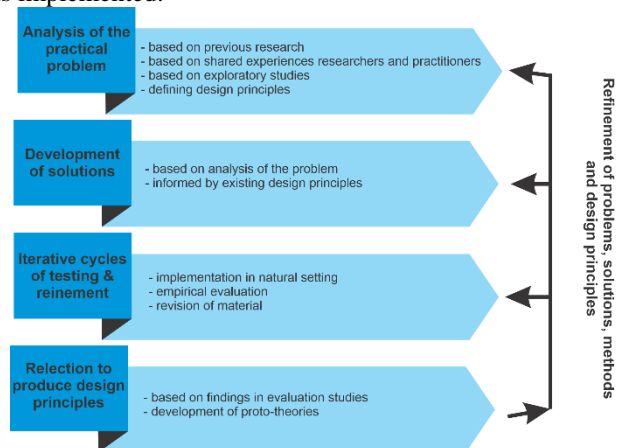 s implemented.
Analysis of the
practical
problem
- based on previous research
- based on shared experiences researchers and practitioners
- based on exploratory studies
- defining design principles
Development
of solutions
- based on analysis of the problem
- informed by existing design principles
Iterative cycles
of testing &
reinement
- implementation in natural setting
- empirical evaluation
- revision of material
Relection to
produce design
principles
- based on findings in evaluation studies
- development of proto-theories
Refinement of problems, solutions, methods
and design principles